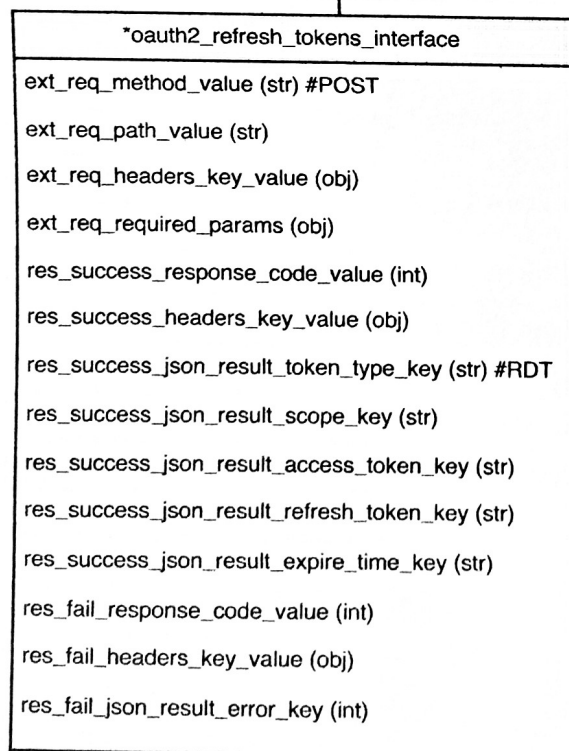 *oauth2_refresh_tokens_interface
ext_req_method_value (str) #POST
ext_req_path_value (str)
ext_req_headers_key_value (obj)
ext_req_required_params (obj)
res_success_response_code_value (int)
res_success_headers_key_value (obj)
res_success_json_result_token_type_key (str) #RDT
res_success_json_result_scope_key (str)
res_success_json_result_access_token_key (str)
res_success_json_result_refresh_token_key (str)
res_success_json_result_expire_time_key (str)
res_fail_response_code_value (int)
res_fail_headers_key_value (obj)
res_fail_json_result_error_key (int)